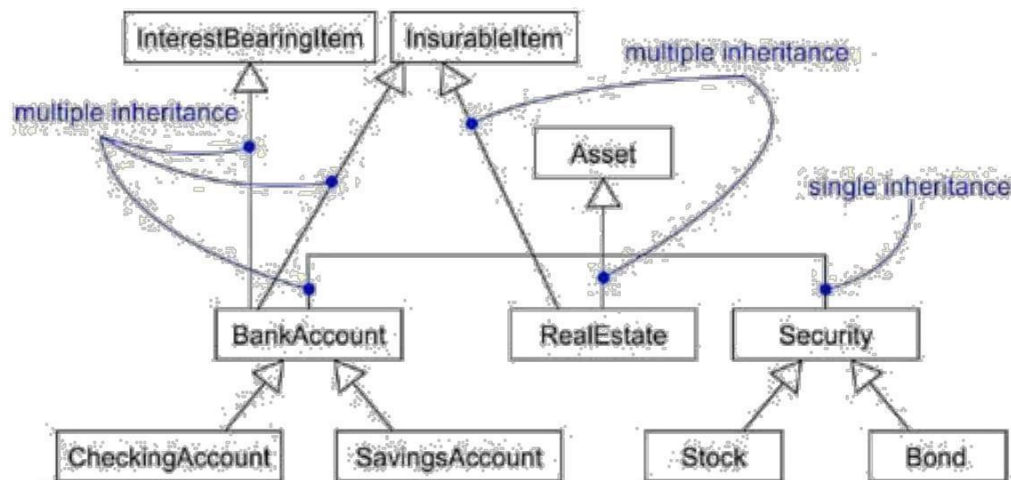 InterestBearingItem
InsurableItem
multiple inheritance
multiple inheritance
Asset
single inheritance
BankAccount
RealEstate
Security
CheckingAccount
SavingsAccount
Stock
Bond